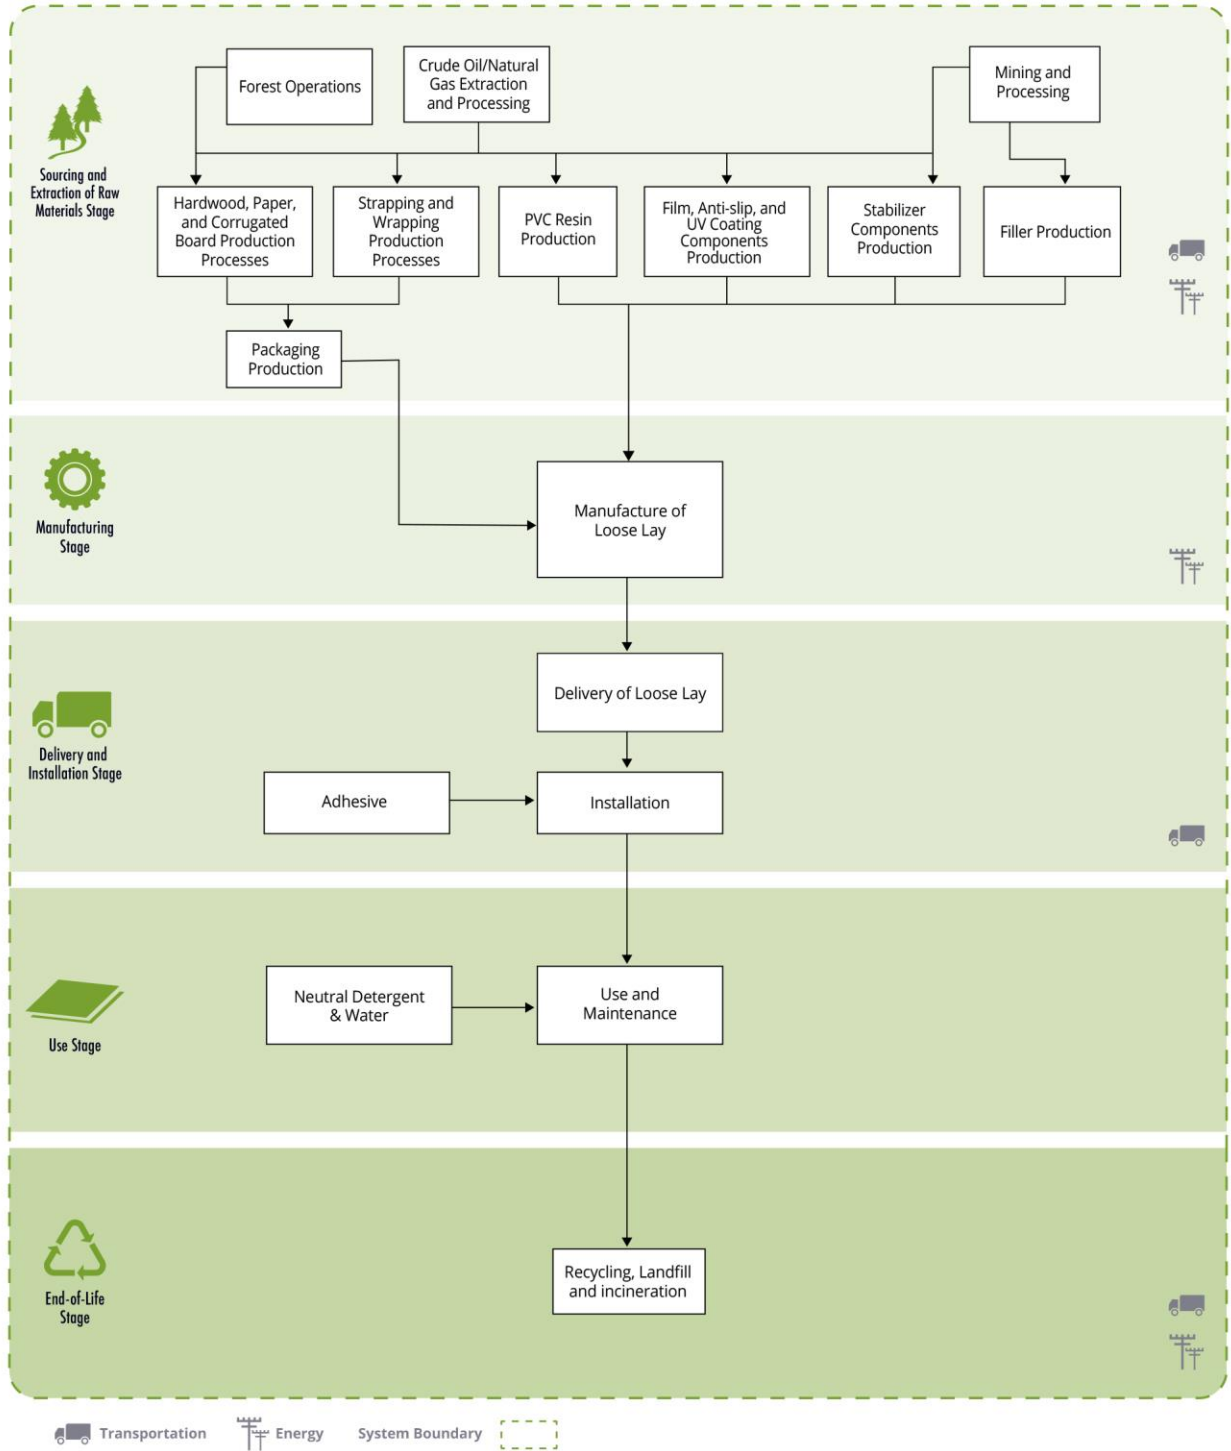 Forest Operations
Crude Oil/Natural
Gas Extraction
and Processing
Mining and
Processing
Sourcing and
Extraction of Raw
Materials Stage
Hardwood, Paper,
and Corrugated
Board Production
Processes
Strapping and
Wrapping
Production
Processes
PVC Resin
Production
Film, Anti-slip, and
UV Coating
Components
Production
Stabilizer
Components
Production
Filler Production
Packaging
Production
Manufacturing
Stage
Manufacture of
Loose Lay
Delivery and
Installation Stage
Delivery of Loose Lay
Adhesive
Installation
Use Stage
Neutral Detergent
& Water
Use and
Maintenance
End-of-Life
Stage
Recycling, Landfill
and incineration
Transportation
Energy
System Boundary